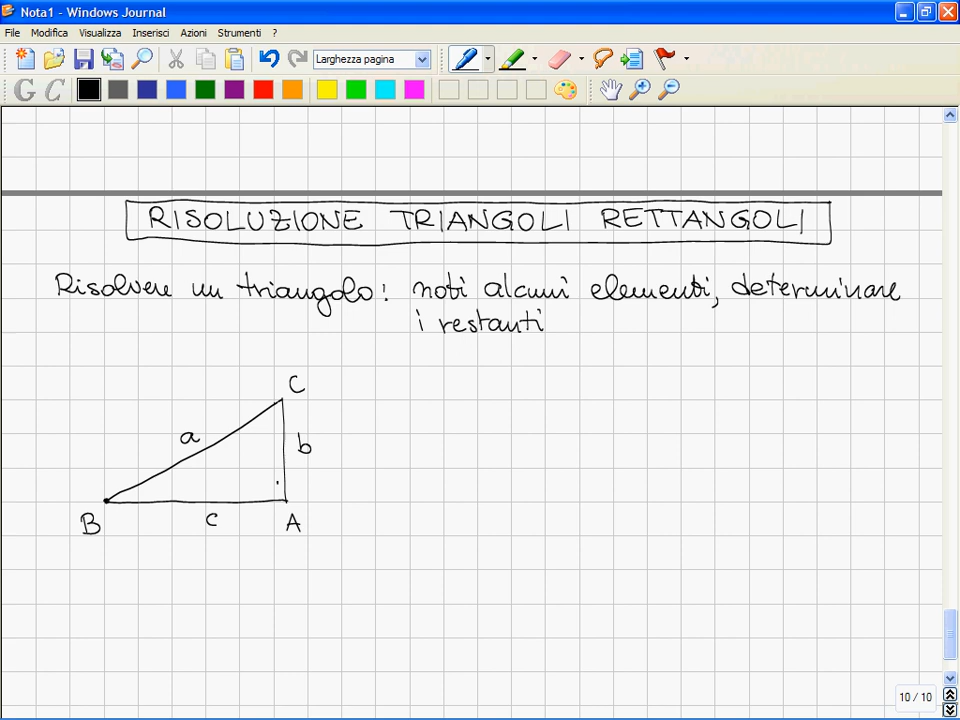 Nota1 - Windows Journal
File Modifica Visualizza Inserisci Azioni Strumenti ?
Larghezza pagina
G C
RISOLUZIONE TRIANGOLI RETTANGOLI
Risolvere un triangolo: noti alcuni elementi, determinare
i restanti
C
a
b
B
c
A
10 / 10